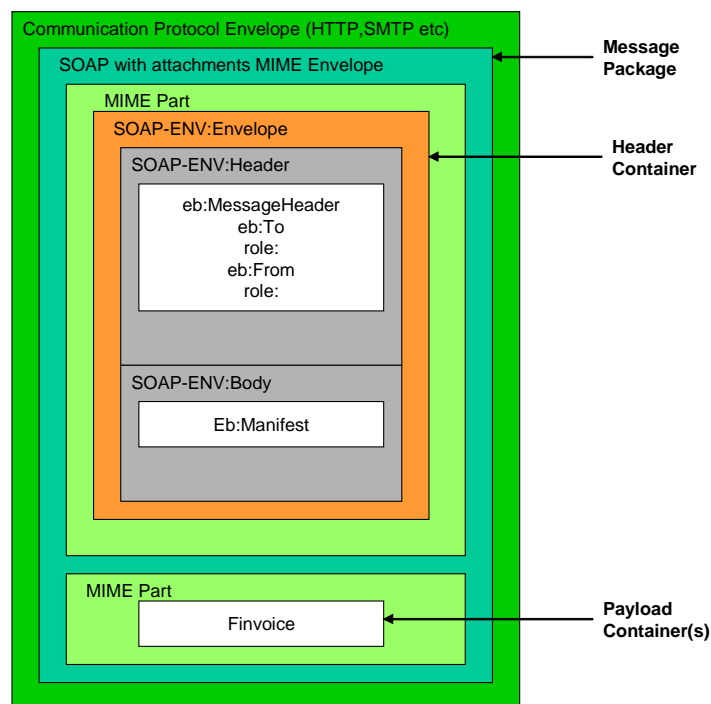 Communication Protocol Envelope (HTTP,SMTP etc)
SOAP with attachments MIME Envelope
MIME Part
SOAP-ENV:Envelope
SOAP-ENV:Header
eb:MessageHeader
eb:To
role:
eb:From
role:
SOAP-ENV:Body
Eb:Manifest
MIME Part
Finvoice
Message
Package
Header
Container
Payload
Container(s)